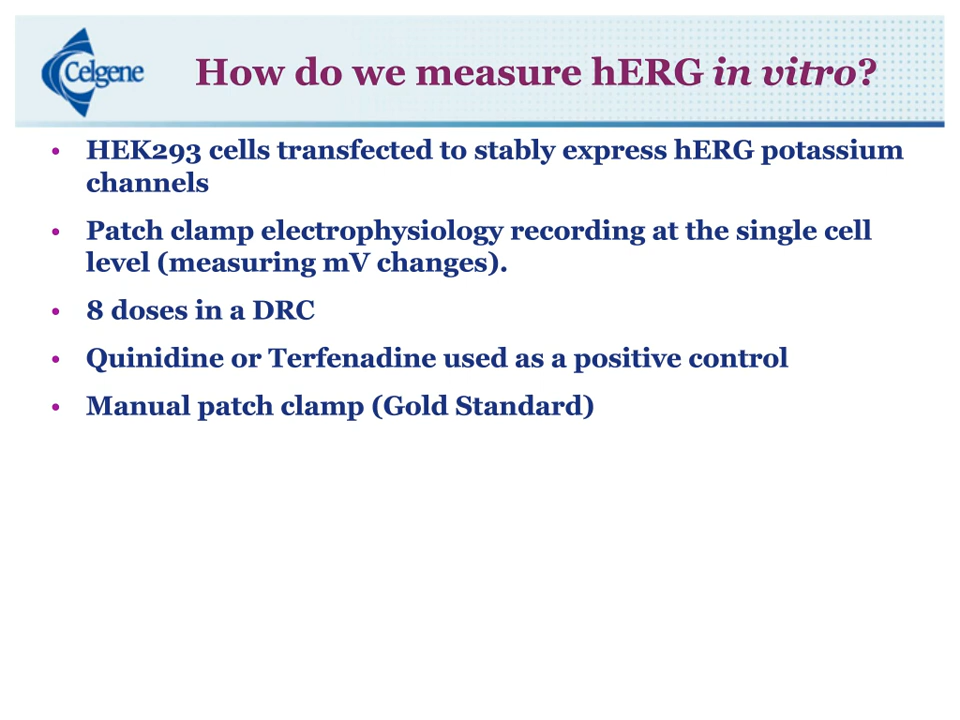 Celgene
How do we measure hERG in vitro?
• HEK293 cells transfected to stably express hERG potassium
channels
• Patch clamp electrophysiology recording at the single cell
level (measuring mV changes).
• 8 doses in a DRC
• Quinidine or Terfenadine used as a positive control
• Manual patch clamp (Gold Standard)